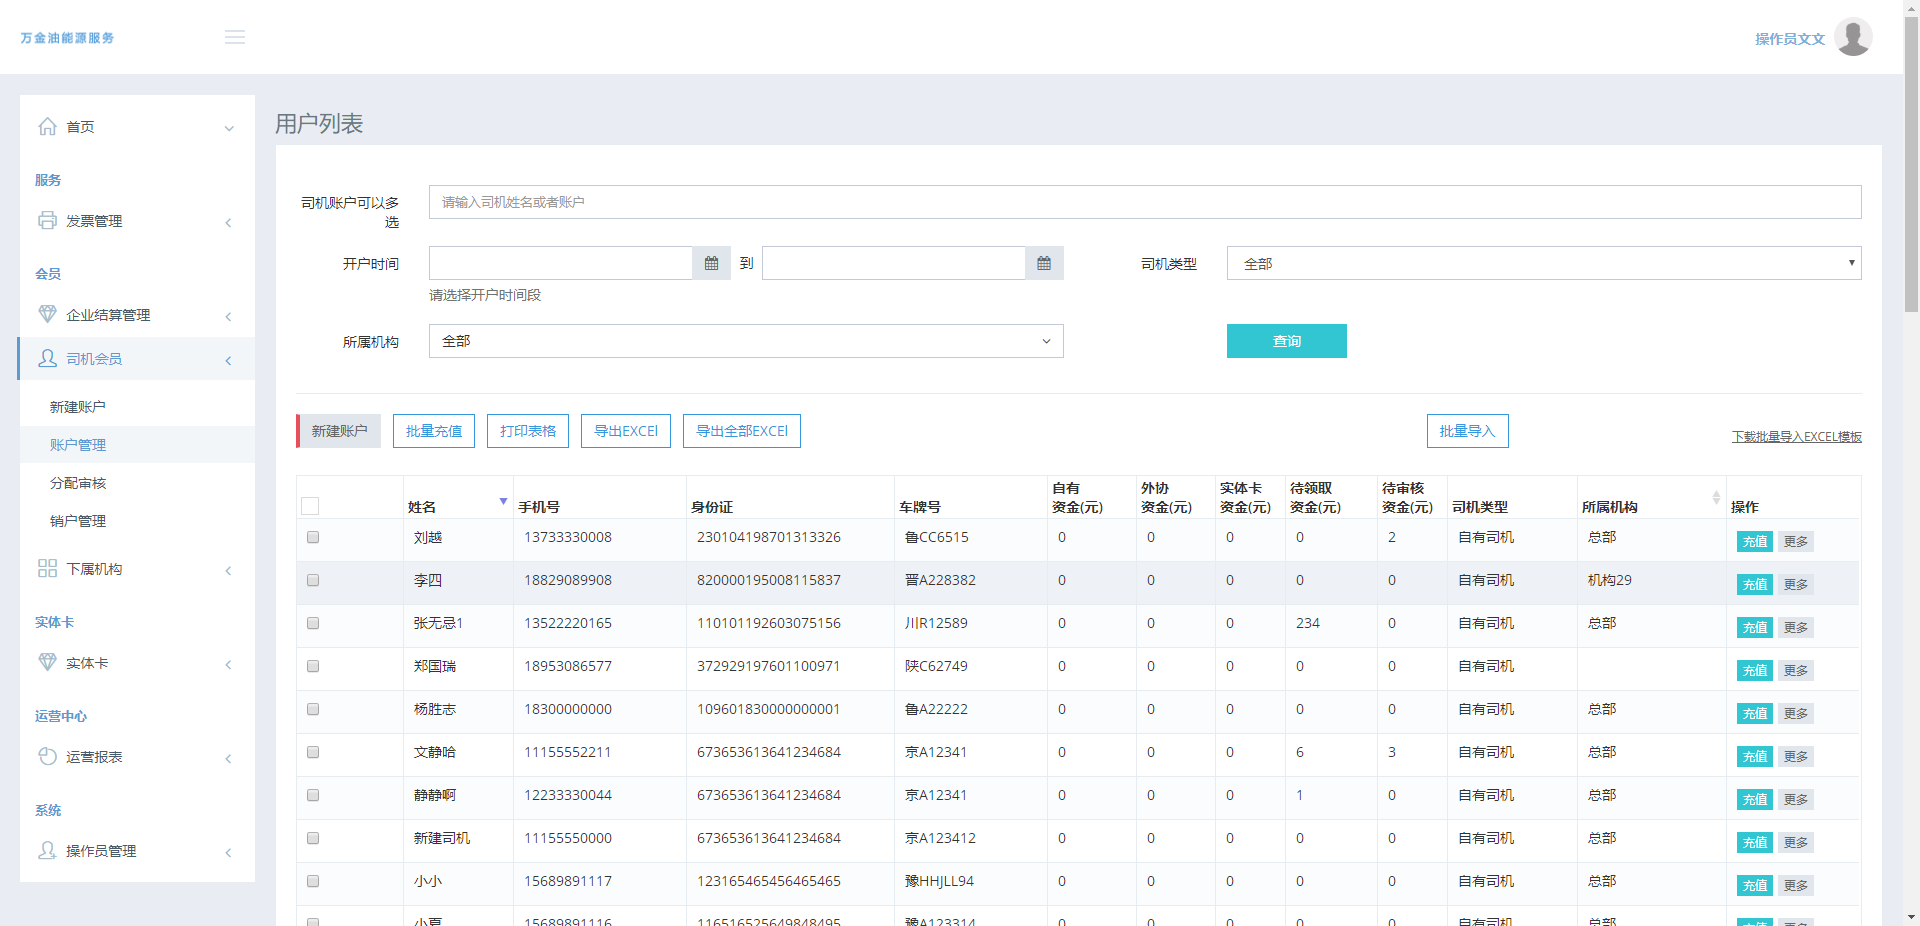 万金油能源服务
操作员文文
首页
服务
发票管理
会员
企业结算管理
司机会员
新建账户
账户管理
分配审核
销户管理
下属机构
实体卡
实体卡
运营中心
运营报表
系统
操作员管理
用户列表
司机账户可以多
选
请输入司机姓名或者账户
开户时间 到 司机类型 全部
请选择开户时间段
所属机构 全部 查询
新建账户 批量充值 打印表格 导出EXCEl 导出全部EXCEl 批量导入 下载批量导入EXCEL模板
自有 外协 实体卡 待领取 待审核
姓名 手机号 身份证 车牌号 资金(元) 资金(元) 资金(元) 资金(元) 资金(元) 司机类型 所属机构 操作
刘越 13733330008 230104198701313326 鲁CC6515 0 0 0 0 2 自有司机 总部 充值 更多
李四 18829089908 820000195008115837 晋A228382 0 0 0 0 0 自有司机 机构29 充值 更多
张无忌1 13522220165 110101192603075156 川R12589 0 0 0 234 0 自有司机 总部 充值 更多
郑国瑞 18953086577 372929197601100971 陕C62749 0 0 0 0 0 自有司机 充值 更多
杨胜志 18300000000 109601830000000001 鲁A22222 0 0 0 0 0 自有司机 总部 充值 更多
文静哈 11155552211 673653613641234684 京A12341 0 0 0 6 3 自有司机 总部 充值 更多
静静啊 12233330044 673653613641234684 京A12341 0 0 0 1 0 自有司机 总部 充值 更多
新建司机 11155550000 673653613641234684 京A123412 0 0 0 0 0 自有司机 总部 充值 更多
小小 15689891117 123165465456465465 豫HHJLL94 0 0 0 0 0 自有司机 总部 充值 更多
小夏 15689891116 116516525649848495 豫A123314 0 0 0 0 0 自有司机 总部